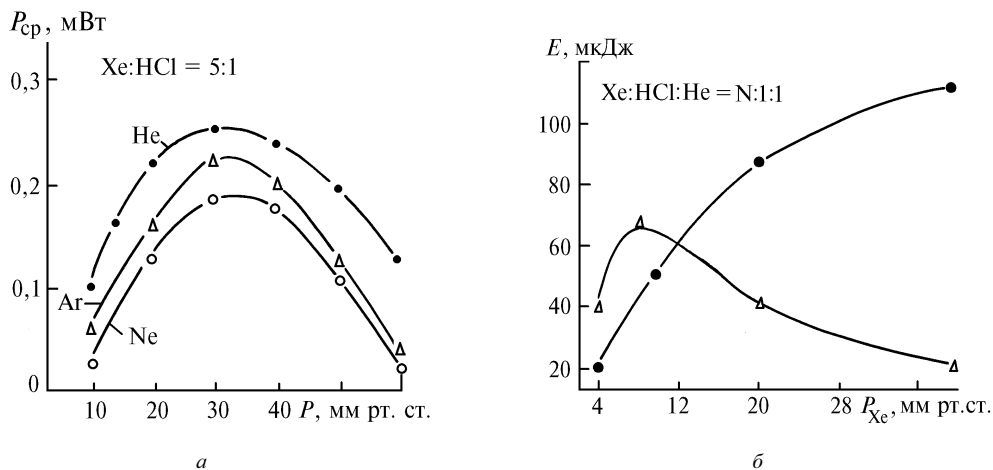 P_ср, мВт
0,3
0,2
0,1
0
Xe:HCl = 5:1
He
Ar
Ne
10 20 30 40 P, мм рт. ст.
а
E, мкДж
100
80
60
40
20
Xe:HCl:He = N:1:1
4 12 20 28 P_Xe, мм рт.ст.
б